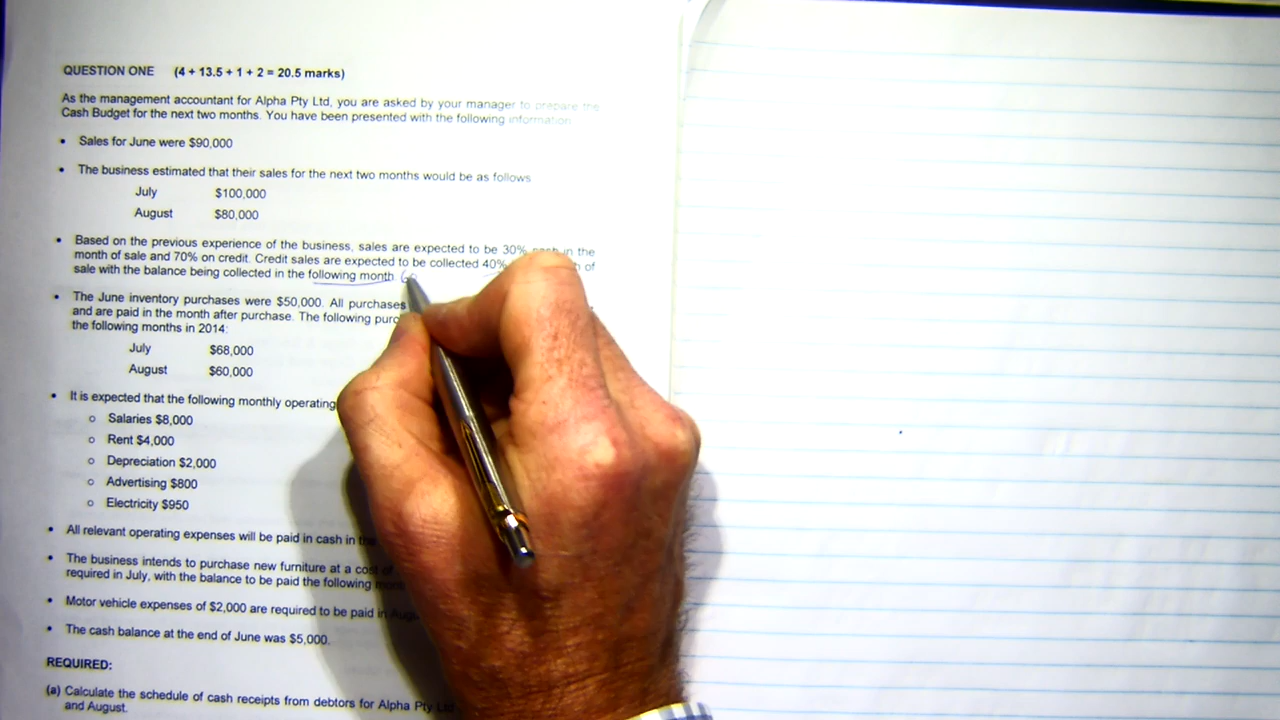 QUESTION ONE (4 + 13.5 + 1 + 2 = 20.5 marks)
As the management accountant for Alpha Pty Ltd, you are asked by your manager to prepare the
Cash Budget for the next two months. You have been presented with the following information
• Sales for June were $90,000
• The business estimated that their sales for the next two months would be as follows
July $100,000
August $80,000
• Based on the previous experience of the business, sales are expected to be 30% cash in the
month of sale and 70% on credit. Credit sales are expected to be collected 40% of
sale with the balance being collected in the following month
• The June inventory purchases were $50,000. All purchases
and are paid in the month after purchase. The following
the following months in 2014:
July $68,000
August $60,000
• It is expected that the following monthly operating
o Salaries $8,000
o Rent $4,000
o Depreciation $2,000
o Advertising $800
o Electricity $950
• All relevant operating expenses will be paid in cash in
• The business intends to purchase new furniture at a cost
required in July, with the balance to be paid the following
• Motor vehicle expenses of $2,000 are required to be paid in
• The cash balance at the end of June was $5,000.
REQUIRED:
(a) Calculate the schedule of cash receipts from debtors for Alpha Pty Ltd
and August.